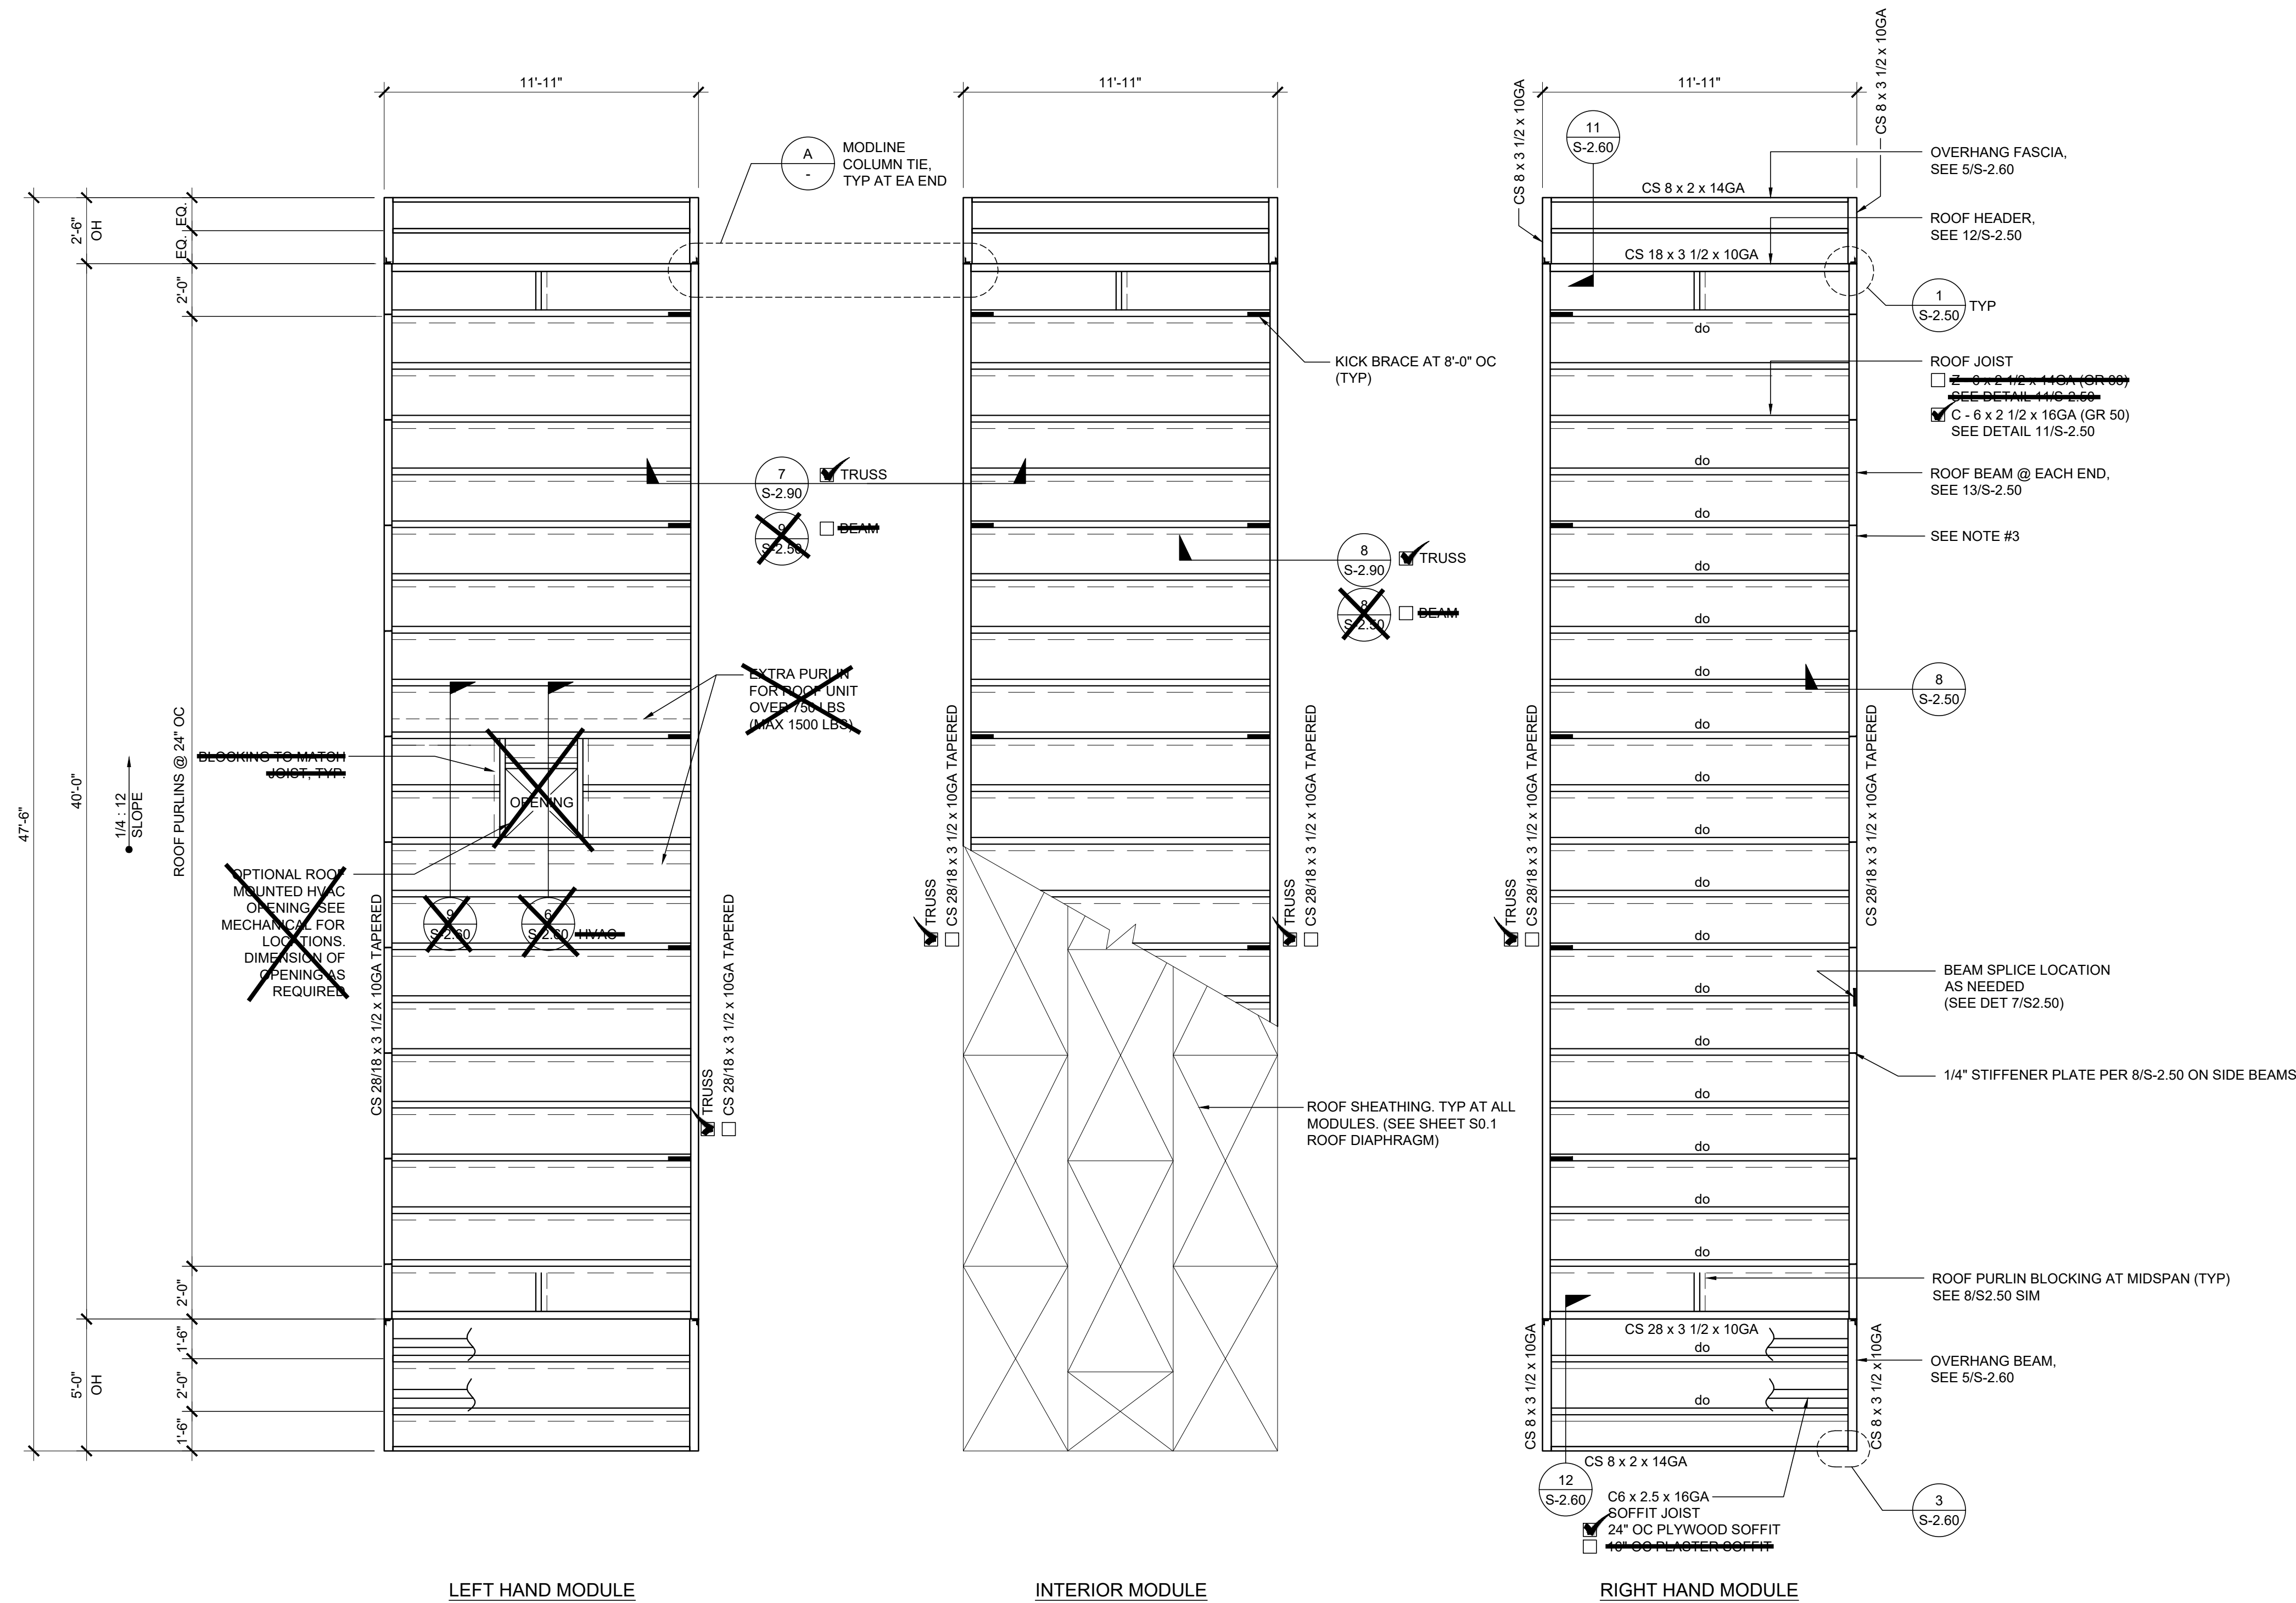 11'-11"
11'-11"
11'-11"
CS 8 x 3 1/2 x 10GA
CS 8 x 3 1/2 x 10GA
A
-
MODLINE
COLUMN TIE,
TYP AT EA END
11
S-2.60
OVERHANG FASCIA,
SEE 5/S-2.60
CS 8 x 2 x 14GA
ROOF HEADER,
SEE 12/S-2.50
CS 18 x 3 1/2 x 10GA
2'-6"
OH
EQ.
EQ.
2'-0"
1
S-2.50
TYP
do
KICK BRACE AT 8'-0" OC
(TYP)
ROOF JOIST
SEE DETAIL 11/S-2.50
C - 6 x 2 1/2 x 16GA (GR 50)
SEE DETAIL 11/S-2.50
7
S-2.90
TRUSS
9
S-2.50
BEAM
do
ROOF BEAM @ EACH END,
SEE 13/S-2.50
do
SEE NOTE #3
8
S-2.90
TRUSS
8
S-2.50
BEAM
do
do
do
8
S-2.50
EXTRA PURLIN
FOR ROOF UNIT
OVER 750 LBS
(MAX 1500 LBS)
do
BLOCKING TO MATCH
JOIST, TYP.
OPENING
47'-6"
40'-0"
1/4 : 12
SLOPE
ROOF PURLINS @ 24" OC
do
do
OPTIONAL ROOF
MOUNTED HVAC
OPENING, SEE
MECHANICAL FOR
LOCATIONS.
DIMENSION OF
OPENING AS
REQUIRED
9
S-2.60
6
S-2.60
HVAC
CS 28/18 x 3 1/2 x 10GA TAPERED
TRUSS
CS 28/18 x 3 1/2 x 10GA TAPERED
TRUSS
CS 28/18 x 3 1/2 x 10GA TAPERED
TRUSS
CS 28/18 x 3 1/2 x 10GA TAPERED
TRUSS
CS 28/18 x 3 1/2 x 10GA TAPERED
CS 28/18 x 3 1/2 x 10GA TAPERED
do
do
do
BEAM SPLICE LOCATION
AS NEEDED
(SEE DET 7/S2.50)
do
1/4" STIFFENER PLATE PER 8/S-2.50 ON SIDE BEAMS
do
ROOF SHEATHING. TYP AT ALL
MODULES. (SEE SHEET S0.1
ROOF DIAPHRAGM)
do
do
do
2'-0"
ROOF PURLIN BLOCKING AT MIDSPAN (TYP)
SEE 8/S2.50 SIM
1'-6"
2'-0"
1'-6"
5'-0"
OH
CS 28 x 3 1/2 x 10GA
do
do
CS 8 x 3 1/2 x 10GA
CS 8 x 3 1/2 x 10GA
OVERHANG BEAM,
SEE 5/S-2.60
CS 8 x 2 x 14GA
12
S-2.60
C6 x 2.5 x 16GA
SOFFIT JOIST
24" OC PLYWOOD SOFFIT
16" OC PLASTER SOFFIT
3
S-2.60
LEFT HAND MODULE
INTERIOR MODULE
RIGHT HAND MODULE